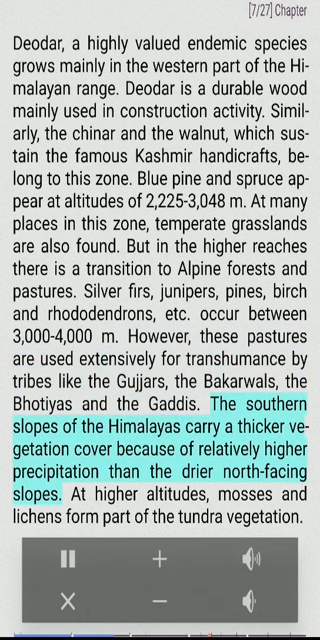 [7/27] Chapter
Deodar, a highly valued endemic species
grows mainly in the western part of the Hi-
malayan range. Deodar is a durable wood
mainly used in construction activity. Simil-
arly, the chinar and the walnut, which sus-
tain the famous Kashmir handicrafts, be-
long to this zone. Blue pine and spruce ap-
pear at altitudes of 2,225-3,048 m. At many
places in this zone, temperate grasslands
are also found. But in the higher reaches
there is a transition to Alpine forests and
pastures. Silver firs, junipers, pines, birch
and rhododendrons, etc. occur between
3,000-4,000 m. However, these pastures
are used extensively for transhumance by
tribes like the Gujjars, the Bakarwals, the
Bhotiyas and the Gaddis. The southern
slopes of the Himalayas carry a thicker ve-
getation cover because of relatively higher
precipitation than the drier north-facing
slopes. At higher altitudes, mosses and
lichens form part of the tundra vegetation.